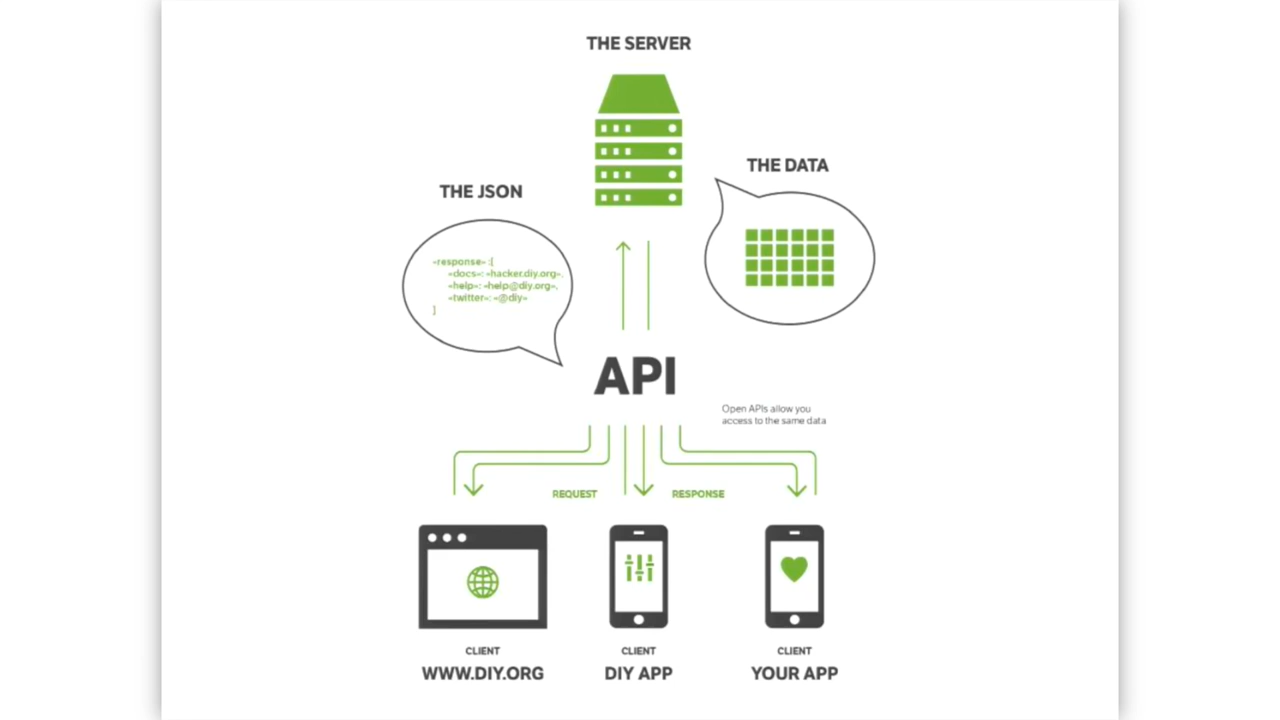 THE SERVER
THE DATA
THE JSON
«response» :[
«docs»: «hacker.diy.org»,
«help»: «help@diy.org»,
«twitter»: «@diy»
]
API
Open APIs allow you
access to the same data
REQUEST
RESPONSE
CLIENT
WWW.DIY.ORG
CLIENT
DIY APP
CLIENT
YOUR APP